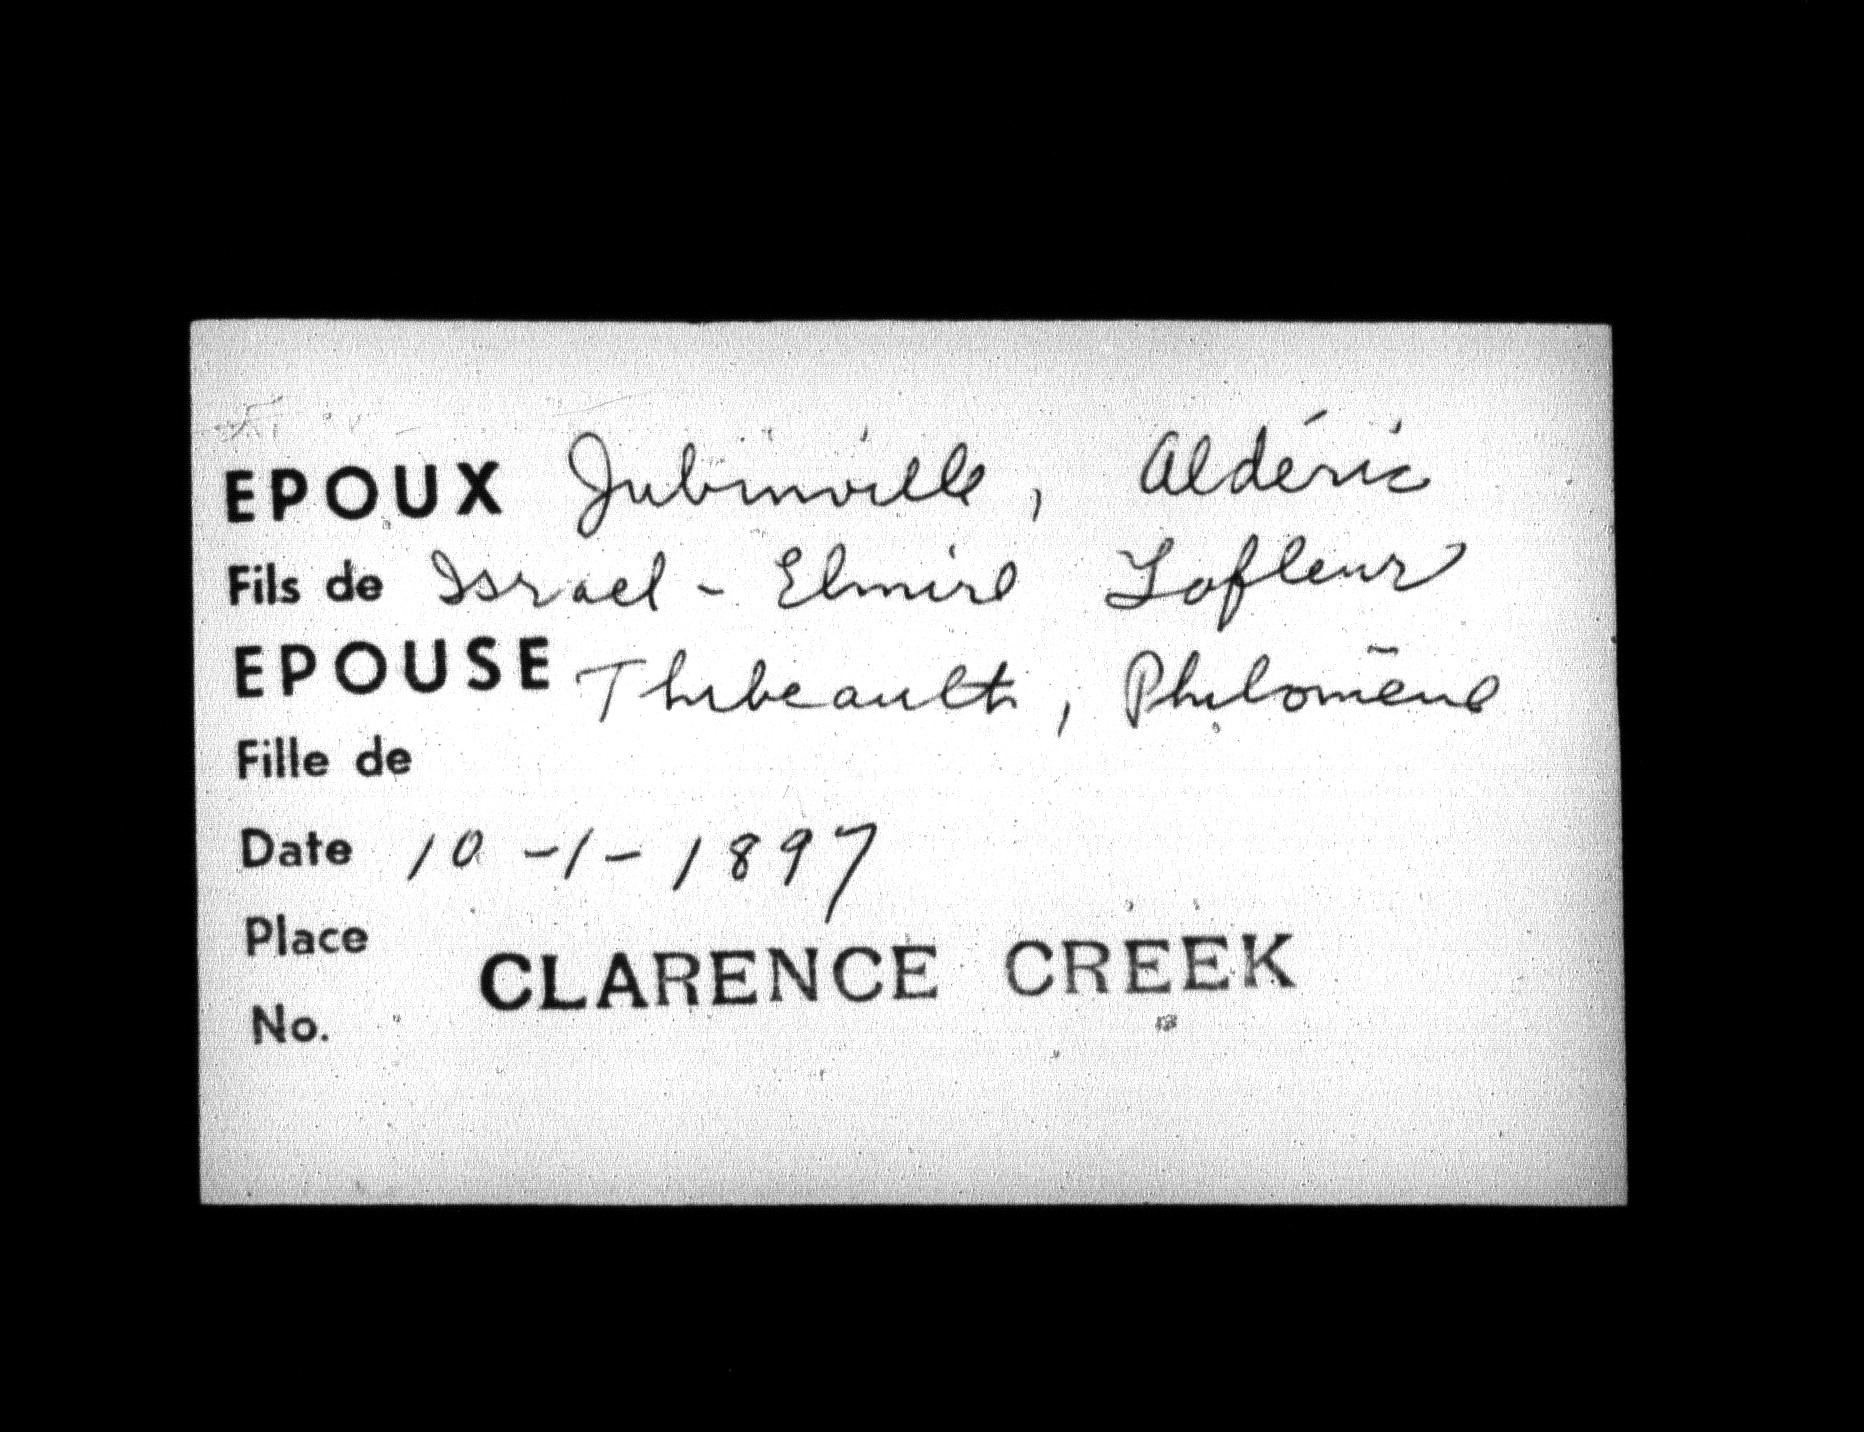 EPOUX Jubinville, Aldéric
Fils de Israel - Elmire Lafleur
EPOUSE Thibeault, Philomène
Fille de
Date 10-1-1897
Place CLARENCE CREEK
No.